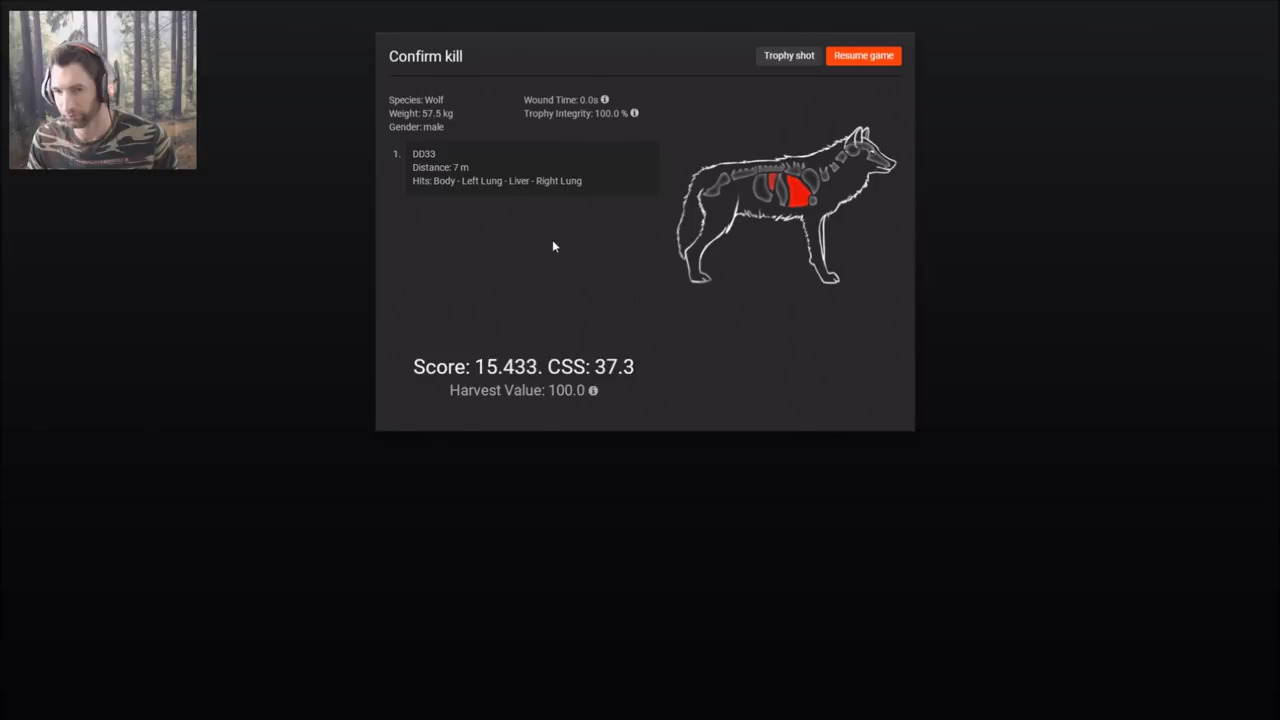 Confirm kill
Trophy shot
Resume game
Species: Wolf
Weight: 57.5 kg
Gender: male
Wound Time: 0.0s
Trophy Integrity: 100.0 %
1.
DD33
Distance: 7 m
Hits: Body - Left Lung - Liver - Right Lung
Score: 15.433. CSS: 37.3
Harvest Value: 100.0